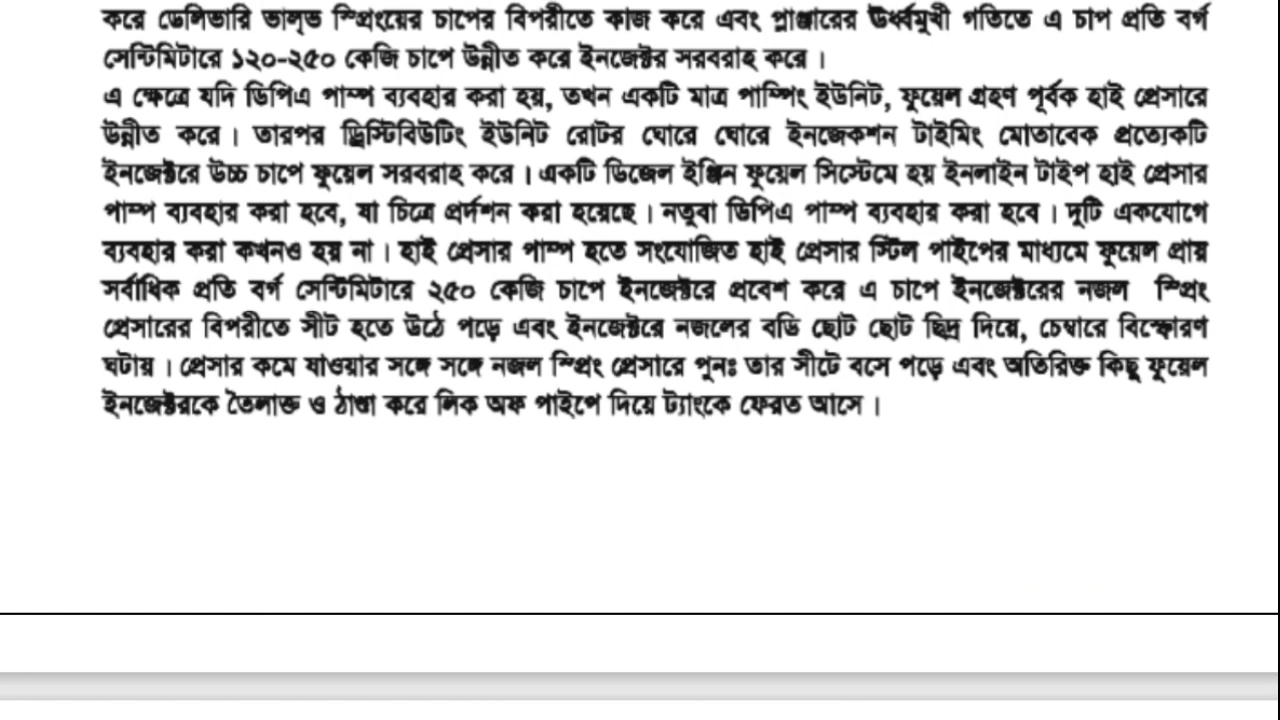 করে ডেলিভারি ভাল্ভ স্প্রিংয়ের চাপের বিপরীতে কাজ করে এবং প্লাঞ্জারের ঊর্ধ্বমুখী গতিতে এ চাপ প্রতি বর্গ
সেন্টিমিটারে ১২০-২৫০ কেজি চাপে উন্নীত করে ইনজেক্টর সরবরাহ করে।
এ ক্ষেত্রে যদি ডিপিএ পাম্প ব্যবহার করা হয়, তখন একটি মাত্র পাম্পিং ইউনিট, ফুয়েল গ্রহণ পূর্বক হাই প্রেসারে
উন্নীত করে। তারপর ড্রিস্টিবিউটিং ইউনিট রোটর ঘোরে ঘোরে ইনজেকশন টাইমিং মোতাবেক প্রত্যেকটি
ইনজেক্টরে উচ্চ চাপে ফুয়েল সরবরাহ করে। একটি ডিজেল ইঞ্জিন ফুয়েল সিস্টেমে হয় ইনলাইন টাইপ হাই প্রেসার
পাম্প ব্যবহার করা হবে, যা চিত্রে প্রর্দশন করা হয়েছে। নতুবা ডিপিএ পাম্প ব্যবহার করা হবে। দূটি একযোগে
ব্যবহার করা কখনও হয় না। হাই প্রেসার পাম্প হতে সংযোজিত হাই প্রেসার স্টিল পাইপের মাধ্যমে ফুয়েল প্রায়
সর্বাধিক প্রতি বর্গ সেন্টিমিটারে ২৫০ কেজি চাপে ইনজেক্টরে প্রবেশ করে এ চাপে ইনজেক্টরের নজল স্প্রিং
প্রেসারের বিপরীতে সীট হতে উঠে পড়ে এবং ইনজেক্টরে নজলের বডি ছোট ছোট ছিদ্র দিয়ে, চেম্বারে বিস্ফোরণ
ঘটায়। প্রেসার কমে যাওয়ার সঙ্গে সঙ্গে নজল স্প্রিং প্রেসারে পুনঃ তার সীটে বসে পড়ে এবং অতিরিক্ত কিছু ফুয়েল
ইনজেক্টরকে তৈলাক্ত ও ঠাণ্ডা করে লিক অফ পাইপে দিয়ে ট্যাংকে ফেরত আসে।